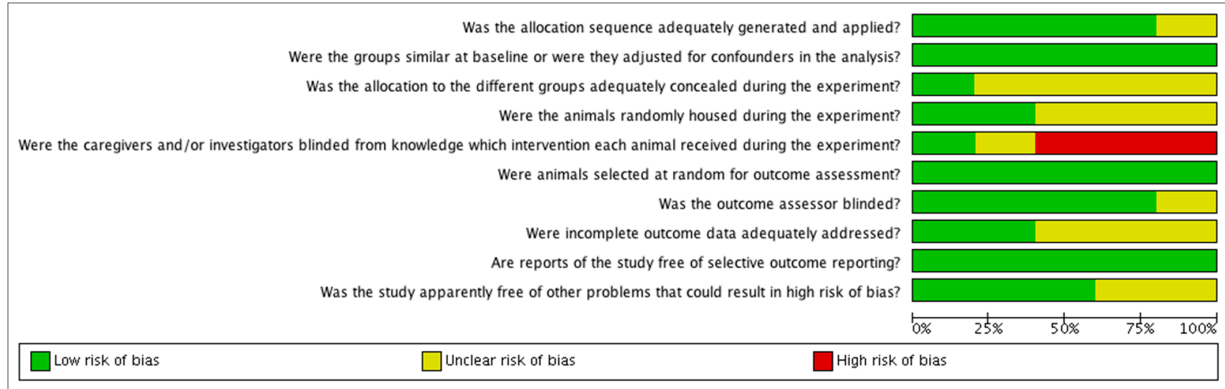 Was the allocation sequence adequately generated and applied?
Were the groups similar at baseline or were they adjusted for confounders in the analysis?
Was the allocation to the different groups adequately concealed during the experiment?
Were the animals randomly housed during the experiment?
Were the caregivers and/or investigators blinded from knowledge which intervention each animal received during the experiment?
Were animals selected at random for outcome assessment?
Was the outcome assessor blinded?
Were incomplete outcome data adequately addressed?
Are reports of the study free of selective outcome reporting?
Was the study apparently free of other problems that could result in high risk of bias?
0% 25% 50% 75% 100%
Low risk of bias Unclear risk of bias High risk of bias